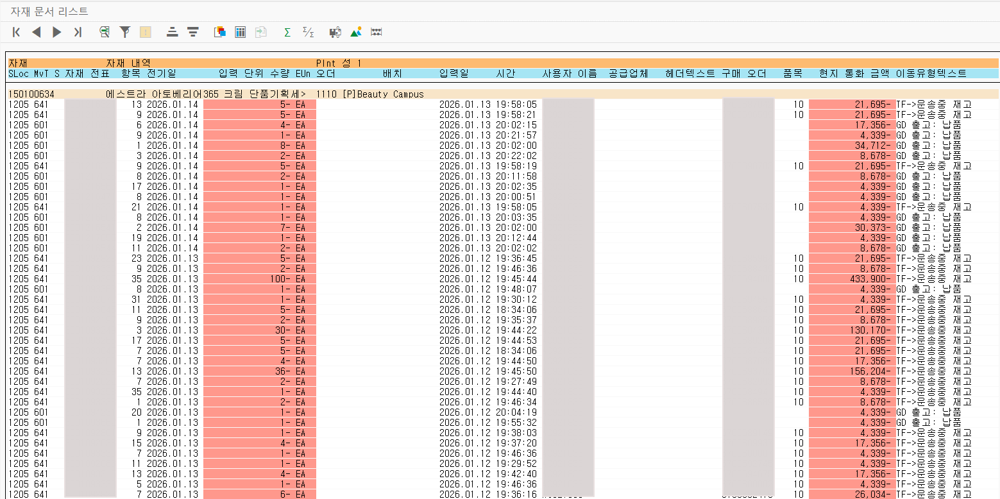 자재 문서 리스트
자재 자재 내역 Plnt 성 1
SLoc MvT S 자재 전표 항목 전기일 입력 단위 수량 EUn 오더 배치 입력일 시간 사용자 이름 공급업체 헤더텍스트 구매 오더 품목 현지 통화 금액 이동유형텍스트
150100634 에스트라 아토베리어365 크림 단품기획세> 1110 [P]Beauty Campus
1205 641 13 2026.01.14 5- EA 2026.01.13 19:58:05 10 21,695- TF->운송중 재고
1205 641 9 2026.01.14 5- EA 2026.01.13 19:58:21 10 21,695- TF->운송중 재고
1205 601 6 2026.01.14 4- EA 2026.01.13 20:02:15 17,356- GD 출고: 납품
1205 601 9 2026.01.14 1- EA 2026.01.13 20:21:57 4,339- GD 출고: 납품
1205 601 1 2026.01.14 8- EA 2026.01.13 20:02:00 34,712- GD 출고: 납품
1205 601 3 2026.01.14 2- EA 2026.01.13 20:22:02 8,678- GD 출고: 납품
1205 641 9 2026.01.14 5- EA 2026.01.13 19:58:19 10 21,695- TF->운송중 재고
1205 601 8 2026.01.14 2- EA 2026.01.13 20:11:58 8,678- GD 출고: 납품
1205 601 17 2026.01.14 1- EA 2026.01.13 20:02:35 4,339- GD 출고: 납품
1205 601 8 2026.01.14 1- EA 2026.01.13 20:00:51 4,339- GD 출고: 납품
1205 641 21 2026.01.14 1- EA 2026.01.13 19:58:05 10 4,339- TF->운송중 재고
1205 601 8 2026.01.14 1- EA 2026.01.13 20:03:35 4,339- GD 출고: 납품
1205 601 2 2026.01.14 7- EA 2026.01.13 20:02:00 30,373- GD 출고: 납품
1205 601 19 2026.01.14 1- EA 2026.01.13 20:12:44 4,339- GD 출고: 납품
1205 601 11 2026.01.14 2- EA 2026.01.13 20:02:02 8,678- GD 출고: 납품
1205 641 23 2026.01.13 5- EA 2026.01.12 19:36:45 10 21,695- TF->운송중 재고
1205 641 9 2026.01.13 2- EA 2026.01.12 19:46:36 10 8,678- TF->운송중 재고
1205 641 35 2026.01.13 100- EA 2026.01.12 19:45:44 10 433,900- TF->운송중 재고
1205 601 8 2026.01.13 1- EA 2026.01.12 19:48:07 4,339- GD 출고: 납품
1205 641 31 2026.01.13 1- EA 2026.01.12 19:30:12 10 4,339- TF->운송중 재고
1205 641 11 2026.01.13 5- EA 2026.01.12 18:34:06 10 21,695- TF->운송중 재고
1205 641 9 2026.01.13 2- EA 2026.01.12 19:35:37 10 8,678- TF->운송중 재고
1205 641 3 2026.01.13 30- EA 2026.01.12 19:44:22 10 130,170- TF->운송중 재고
1205 641 17 2026.01.13 5- EA 2026.01.12 19:44:53 10 21,695- TF->운송중 재고
1205 641 7 2026.01.13 5- EA 2026.01.12 18:34:06 10 21,695- TF->운송중 재고
1205 641 7 2026.01.13 4- EA 2026.01.12 19:44:56 10 17,356- TF->운송중 재고
1205 641 13 2026.01.13 36- EA 2026.01.12 19:45:50 10 156,204- TF->운송중 재고
1205 641 7 2026.01.13 2- EA 2026.01.12 19:27:49 10 8,678- TF->운송중 재고
1205 641 35 2026.01.13 1- EA 2026.01.12 19:44:40 10 4,339- TF->운송중 재고
1205 641 1 2026.01.13 2- EA 2026.01.12 19:46:34 10 8,678- TF->운송중 재고
1205 601 20 2026.01.13 1- EA 2026.01.12 20:04:19 4,339- GD 출고: 납품
1205 601 1 2026.01.13 1- EA 2026.01.12 19:55:32 4,339- GD 출고: 납품
1205 641 9 2026.01.13 1- EA 2026.01.12 19:38:03 10 4,339- TF->운송중 재고
1205 641 15 2026.01.13 4- EA 2026.01.12 19:37:20 10 17,356- TF->운송중 재고
1205 641 7 2026.01.13 1- EA 2026.01.12 19:46:36 10 4,339- TF->운송중 재고
1205 641 11 2026.01.13 1- EA 2026.01.12 19:29:52 10 4,339- TF->운송중 재고
1205 641 13 2026.01.13 4- EA 2026.01.12 19:42:40 10 17,356- TF->운송중 재고
1205 641 5 2026.01.13 1- EA 2026.01.12 19:46:36 10 4,339- TF->운송중 재고
1205 641 7 2026.01.13 6- EA 2026.01.12 19:36:16 10 26,034- TF->운송중 재고